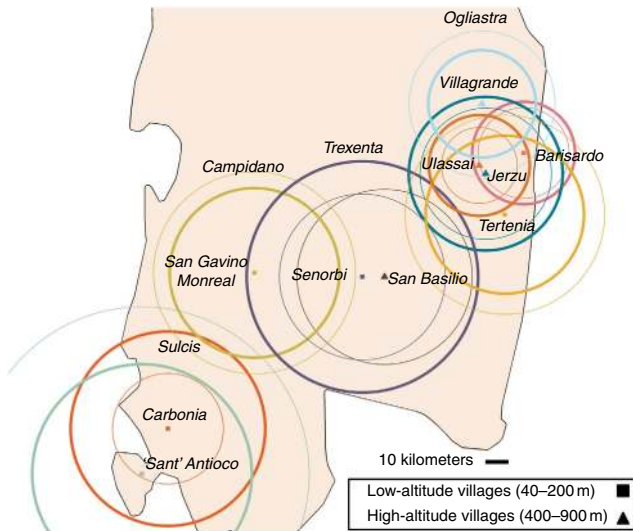 Ogliastra
Villagrande
Trexenta
Ulassai
Barisardo
Campidano
Jerzu
Tertenia
San Gavino
Monreal
Senorbi
San Basilio
Sulcis
Carbonia
'Sant' Antioco
10 kilometers
Low-altitude villages (40–200 m)
High-altitude villages (400–900 m)